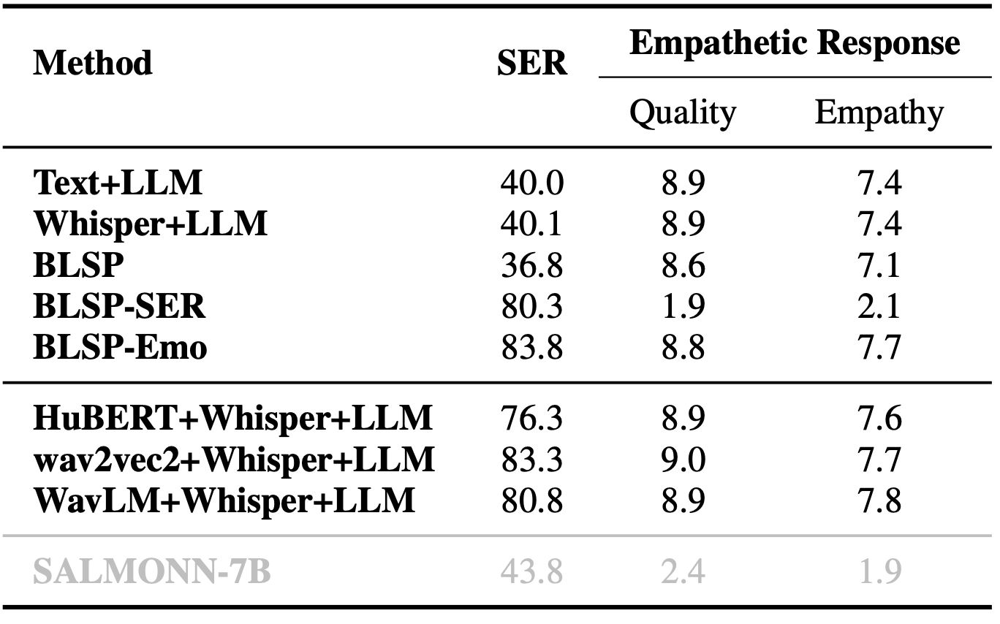 Method SER Empathetic Response
Quality Empathy
Text+LLM 40.0 8.9 7.4
Whisper+LLM 40.1 8.9 7.4
BLSP 36.8 8.6 7.1
BLSP-SER 80.3 1.9 2.1
BLSP-Emo 83.8 8.8 7.7
HuBERT+Whisper+LLM 76.3 8.9 7.6
wav2vec2+Whisper+LLM 83.3 9.0 7.7
WavLM+Whisper+LLM 80.8 8.9 7.8
SALMONN-7B 43.8 2.4 1.9